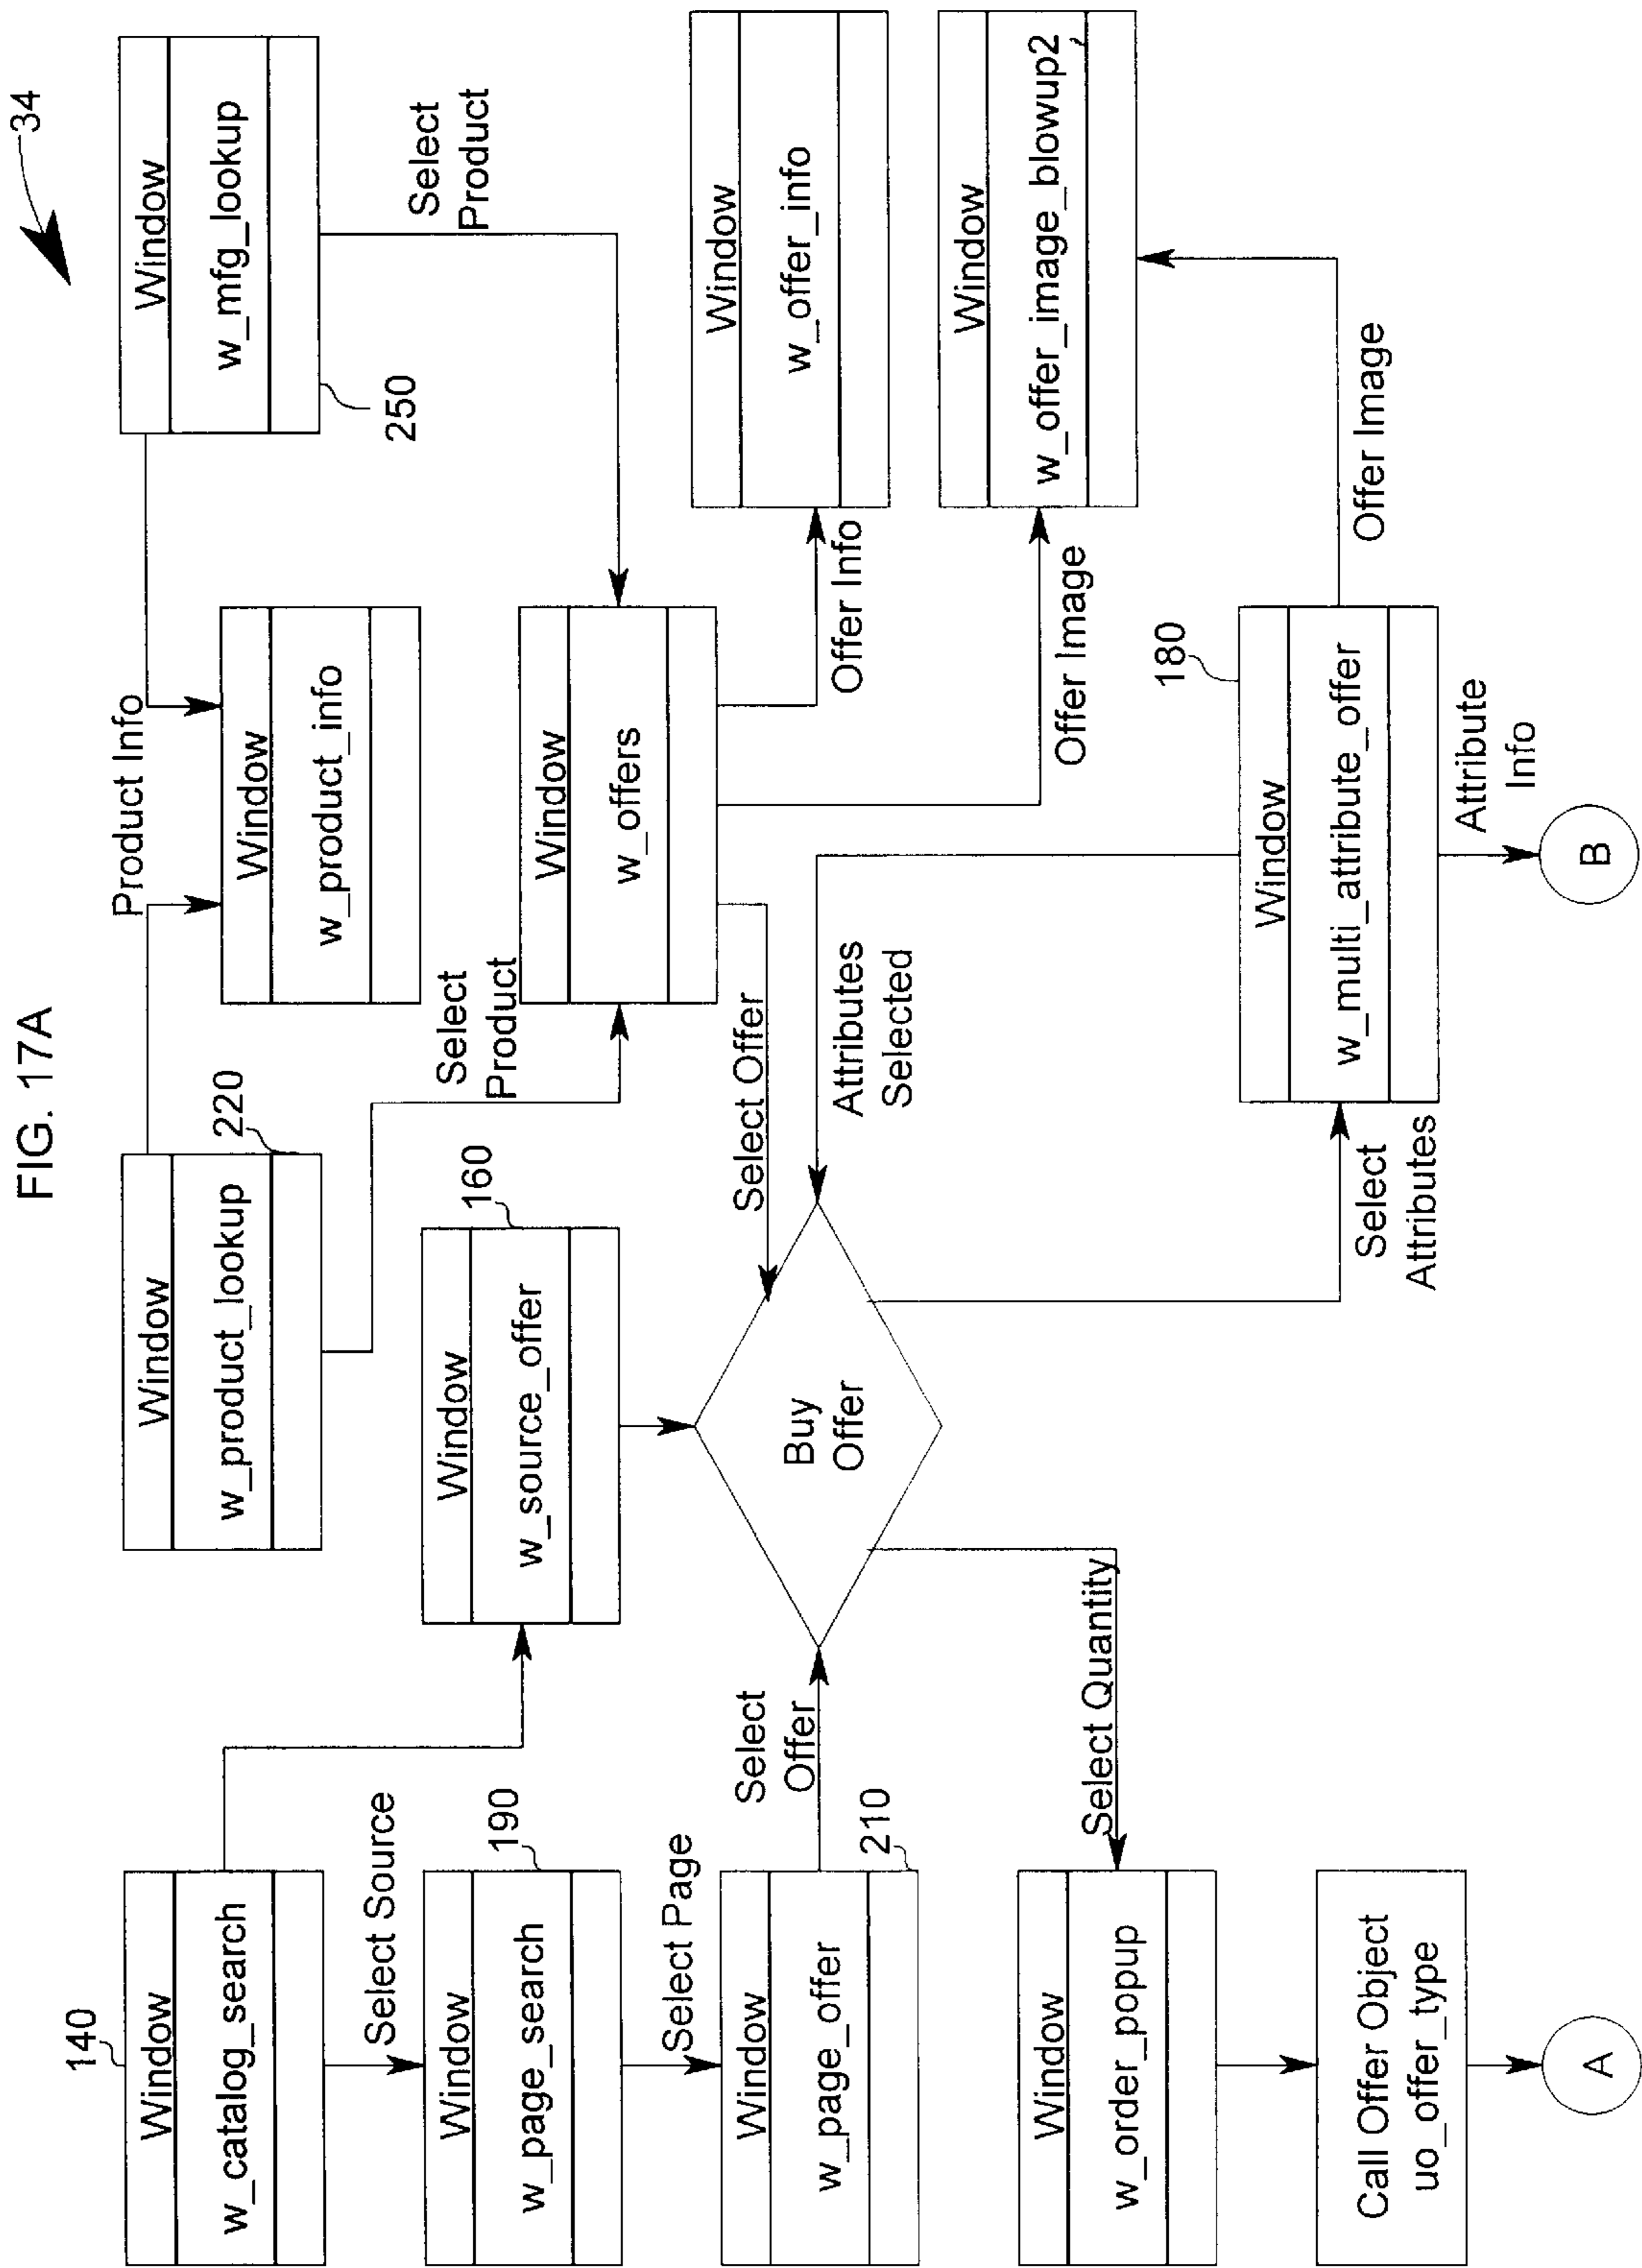 FIG. 17A
34
140
Window
w_catalog_search
Select Source
Window
w_page_search
190
Select Page
Window
w_page_offer
210
Select
Offer
Window
w_product_lookup
220
Product Info
Window
w_product_info
Select
Product
Window
w_mfg_lookup
250
Select
Product
Window
w_source_offer
160
Window
w_offers
Select Offer
Offer Info
Window
w_offer_info
Offer Image
Window
w_offer_image_blowup2
Buy
Offer
Attributes
Selected
Select Quantity
Window
w_order_popup
Call Offer Object
uo_offer_type
A
Select
Attributes
180
Window
w_multi_attribute_offer
Offer Image
Attribute
Info
B